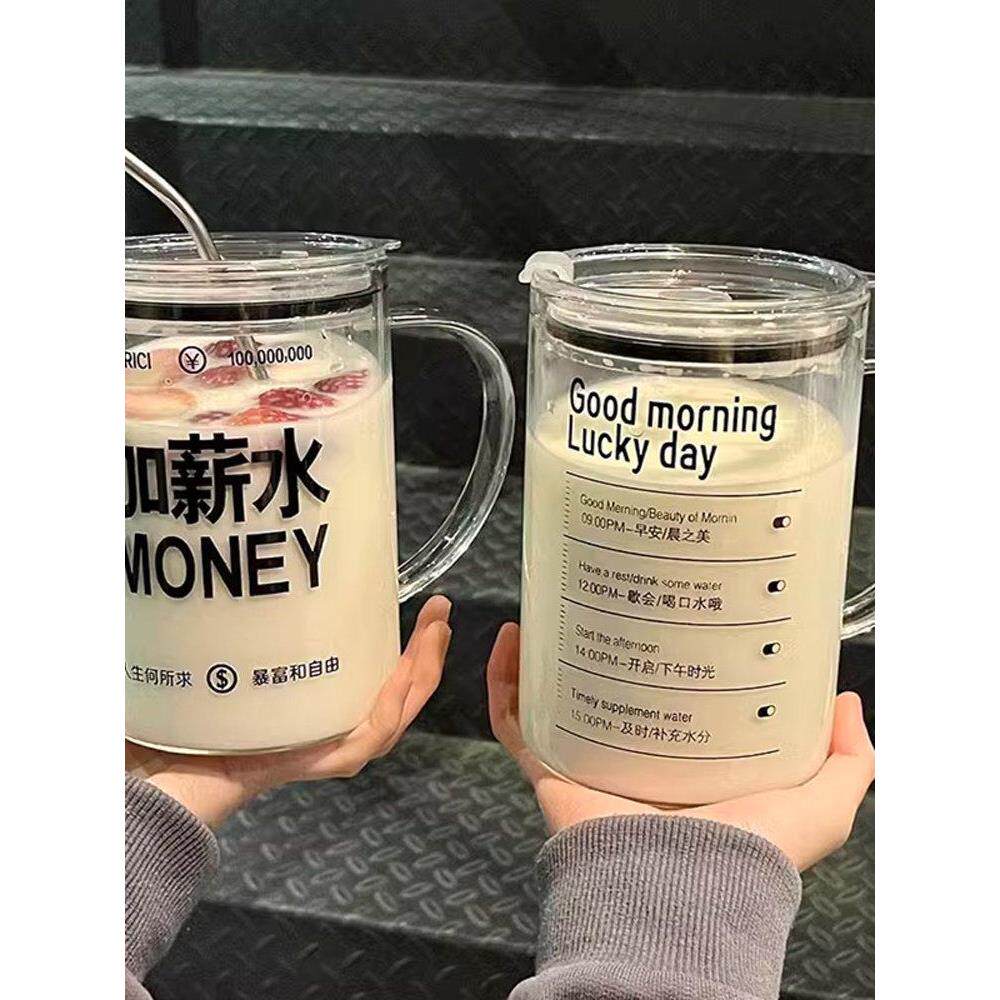 RICI ¥ 100,000,000
加薪水
MONEY
人生何所求 $ 暴富和自由
Good morning
Lucky day
Good Merning/Beauty of Mornin
09:00PM-早安/晨之美
Have a rest/drink some water
12:00PM-歇会/喝口水哦
Start the afternoon
14:00PM-开启/下午时光
Timely supplement water
15:00PM-及时/补充水分